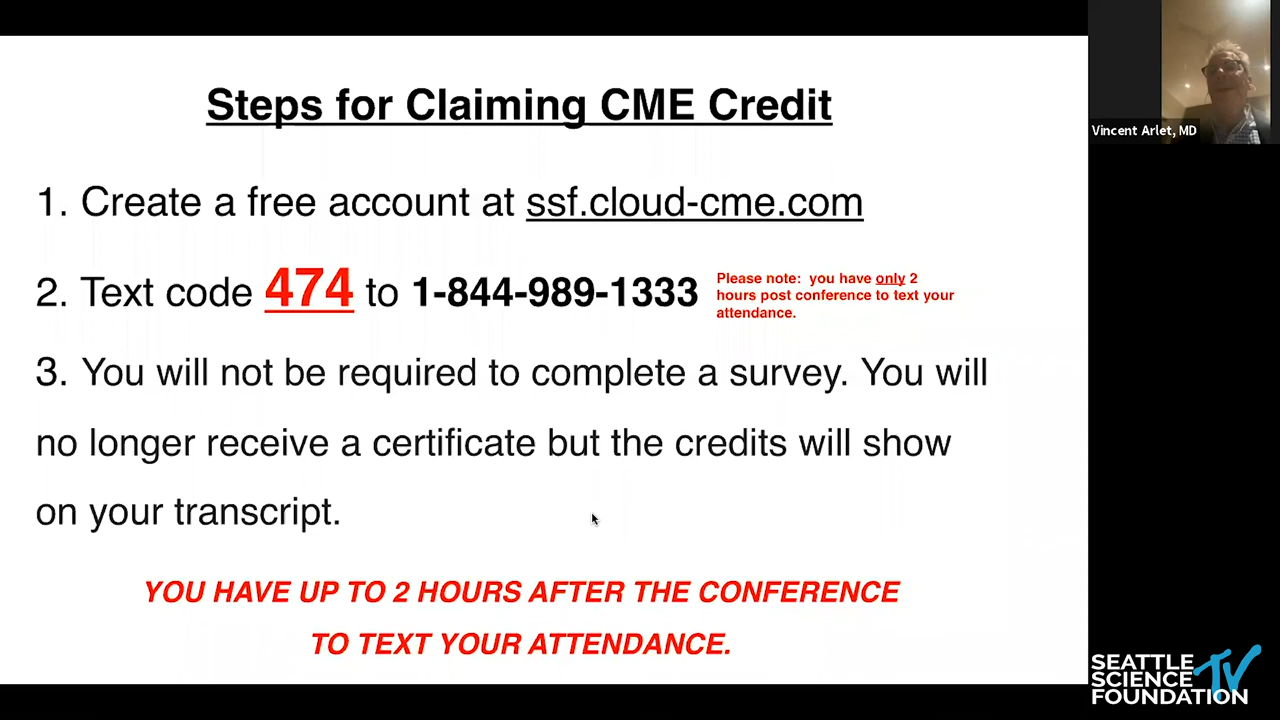 Steps for Claiming CME Credit
1. Create a free account at ssf.cloud-cme.com
2. Text code 474 to 1-844-989-1333
Please note: you have only 2
hours post conference to text your
attendance.
3. You will not be required to complete a survey. You will
no longer receive a certificate but the credits will show
on your transcript.
YOU HAVE UP TO 2 HOURS AFTER THE CONFERENCE
TO TEXT YOUR ATTENDANCE.
Vincent Arlet, MD
SEATTLE
SCIENCE
FOUNDATION
TV